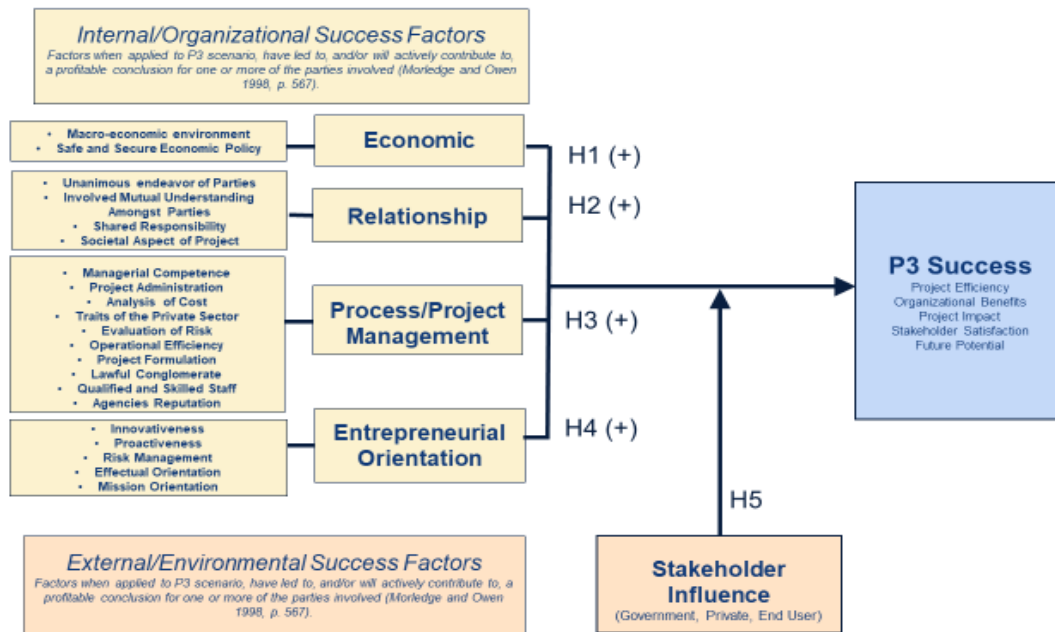 Internal/Organizational Success Factors
Factors when applied to P3 scenario, have led to, and/or will actively contribute to,
a profitable conclusion for one or more of the parties involved (Morledge and Owen
1998, p. 567).
• Macro-economic environment
• Safe and Secure Economic Policy
Economic
H1 (+)
• Unanimous endeavor of Parties
• Involved Mutual Understanding
Amongst Parties
• Shared Responsibility
• Societal Aspect of Project
Relationship
H2 (+)
• Managerial Competence
• Project Administration
• Analysis of Cost
• Traits of the Private Sector
• Evaluation of Risk
• Operational Efficiency
• Project Formulation
• Lawful Conglomerate
• Qualified and Skilled Staff
• Agencies Reputation
Process/Project
Management
H3 (+)
• Innovativeness
• Proactiveness
• Risk Management
• Effectual Orientation
• Mission Orientation
Entrepreneurial
Orientation
H4 (+)
P3 Success
Project Efficiency
Organizational Benefits
Project Impact
Stakeholder Satisfaction
Future Potential
H5
External/Environmental Success Factors
Factors when applied to P3 scenario, have led to, and/or will actively contribute to, a
profitable conclusion for one or more of the parties involved (Morledge and Owen
1998, p. 567).
Stakeholder
Influence
(Government, Private, End User)